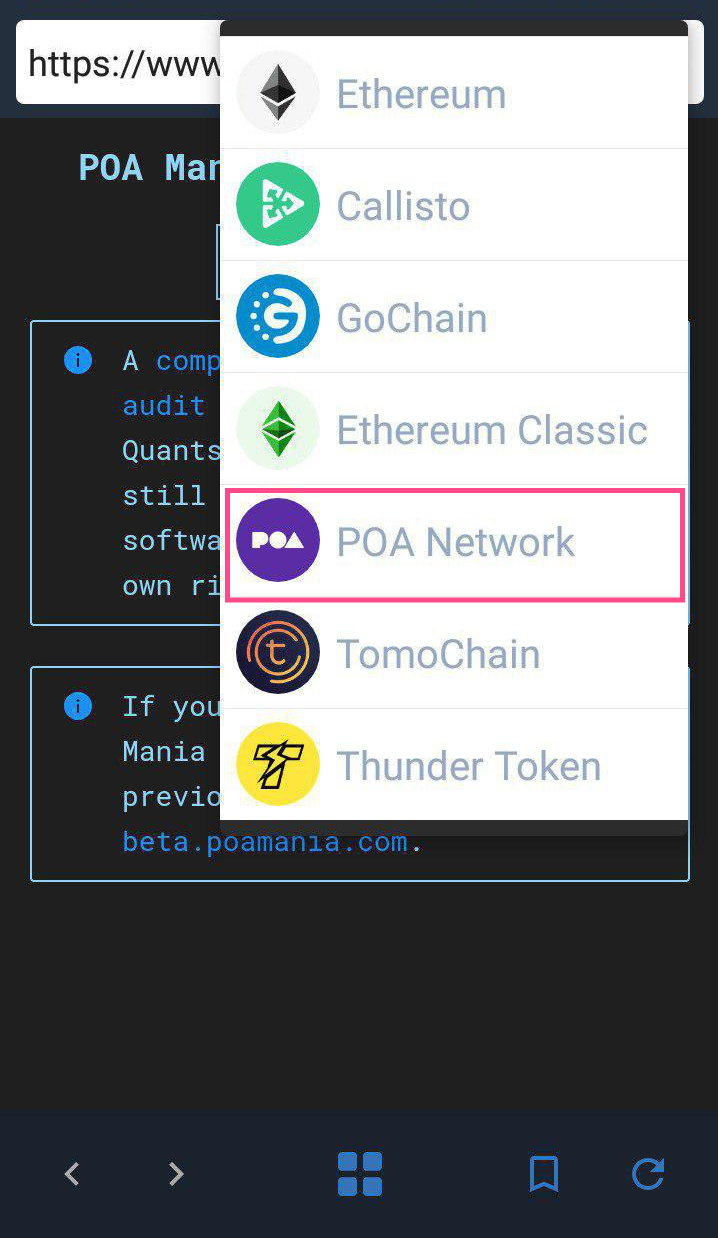 https://www
Ethereum
POA Man
Callisto
GoChain
A comp
audit
Quants
still
softwa
own ri
Ethereum Classic
POA
POA Network
t
TomoChain
Thunder Token
If you
Mania
previo
beta.poamania.com.